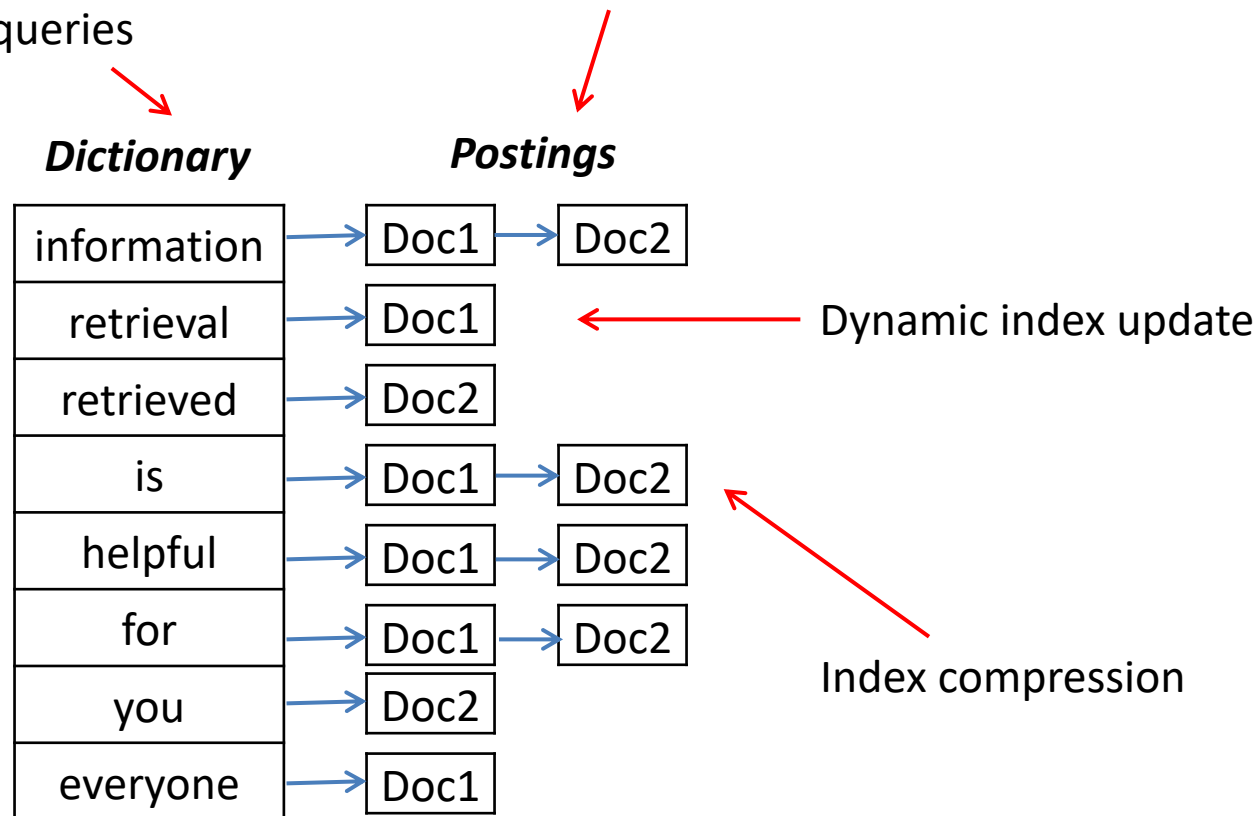 queries
Dictionary Postings
information Doc1 Doc2
retrieval Doc1 Dynamic index update
retrieved Doc2
is Doc1 Doc2
helpful Doc1 Doc2
for Doc1 Doc2
Index compression
you Doc2
everyone Doc1